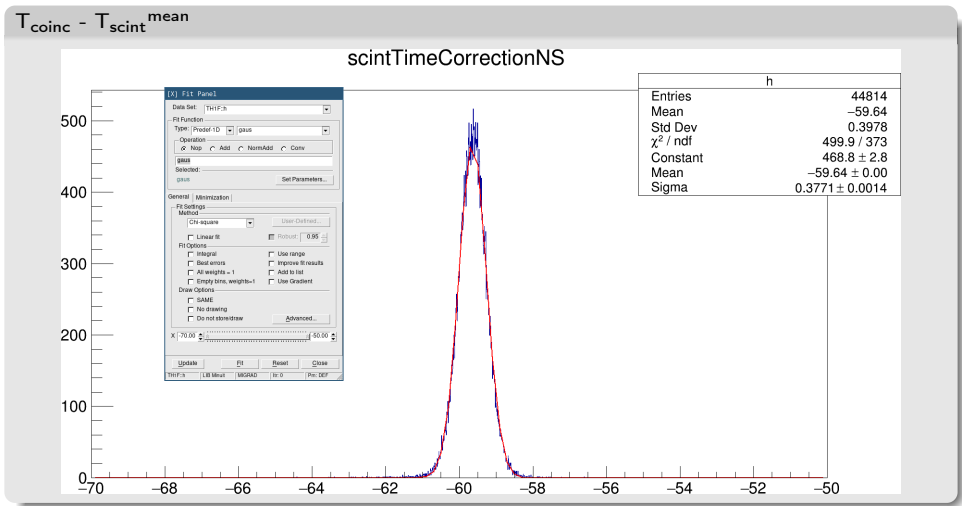 T_coinc - T_scint^mean
scintTimeCorrectionNS
h
Entries 44814
Mean −59.64
Std Dev 0.3978
χ² / ndf 499.9 / 373
Constant 468.8 ± 2.8
Mean −59.64 ± 0.00
Sigma 0.3771 ± 0.0014
[X] Fit Panel
Data Set: TH1F::h
Fit Function
Type: Predef-1D gaus
Operation
Nop Add NormAdd Conv
gaus
Selected:
gaus Set Parameters...
General Minimization
Fit Settings
Method
Chi-square User-Defined...
Linear fit Robust: 0.95
Fit Options
Integral Use range
Best errors Improve fit results
All weights = 1 Add to list
Empty bins, weights=1 Use Gradient
Draw Options
SAME
No drawing
Do not store/draw Advanced...
X -70.00 -50.00
Update Fit Reset Close
TH1F::h LIB Minuit MIGRAD Itr: 0 Prn: DEF
500
400
300
200
100
0
−70 −68 −66 −64 −62 −60 −58 −56 −54 −52 −50